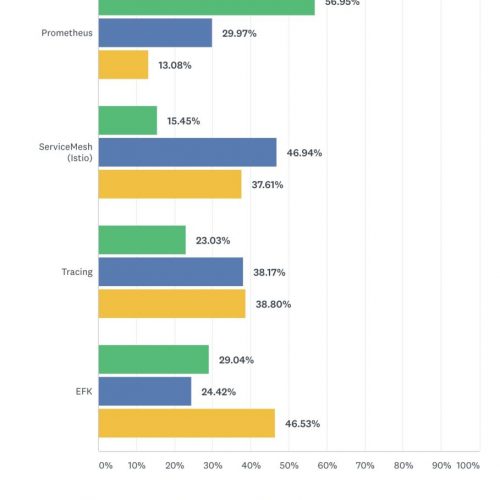 56.95%
Prometheus
29.97%
13.08%
15.45%
ServiceMesh
(Istio)
46.94%
37.61%
23.03%
Tracing
38.17%
38.80%
29.04%
EFK
24.42%
46.53%
0% 10% 20% 30% 40% 50% 60% 70% 80% 90% 100%